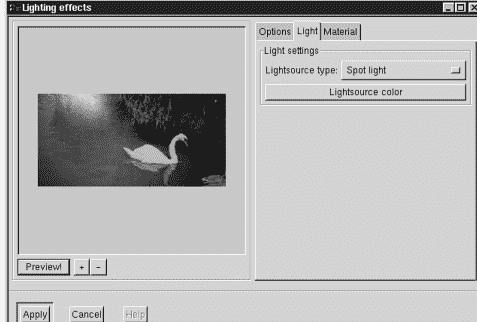 Lighting effects
Options Light Material
Light settings
Lightsource type: Spot light
Lightsource color
Preview! + -
Apply Cancel Help